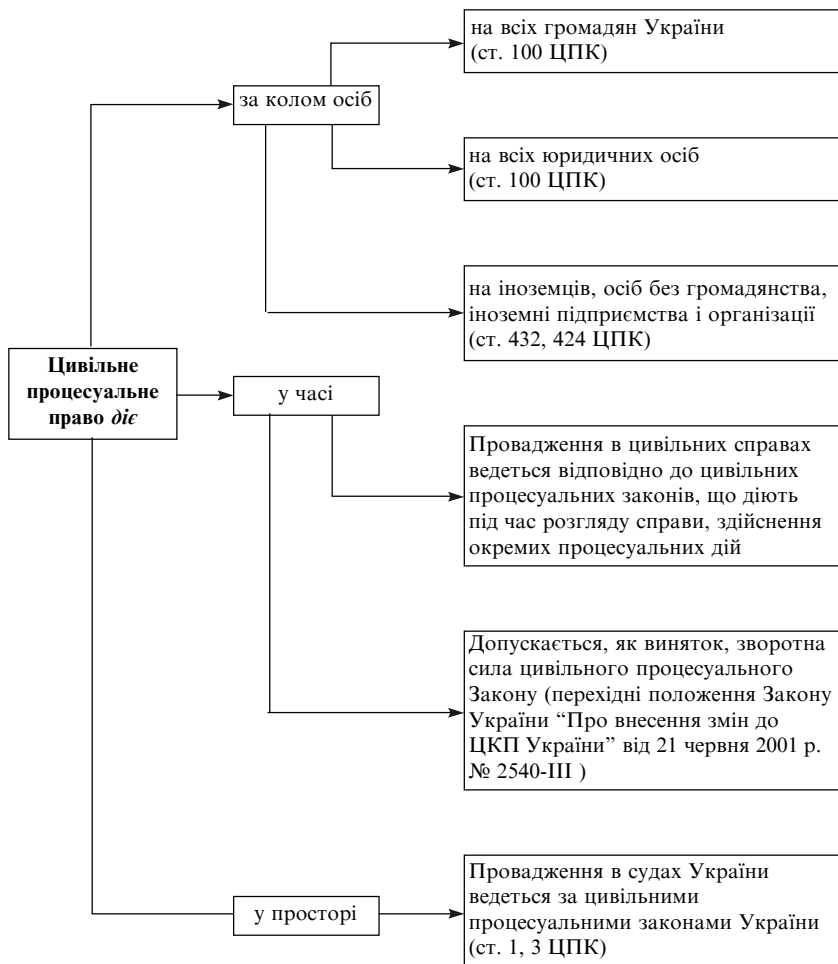 на всіх громадян України
(ст. 100 ЦПК)
за колом осіб
на всіх юридичних осіб
(ст. 100 ЦПК)
на іноземців, осіб без громадянства,
іноземні підприємства і організації
(ст. 432, 424 ЦПК)
Цивільне
процесуальне
право діє
у часі
Провадження в цивільних справах
ведеться відповідно до цивільних
процесуальних законів, що діють
під час розгляду справи, здійснення
окремих процесуальних дій
Допускається, як виняток, зворотна
сила цивільного процесуального
Закону (перехідні положення Закону
України “Про внесення змін до
ЦКП України” від 21 червня 2001 р.
№ 2540-III )
у просторі
Провадження в судах України
ведеться за цивільними
процесуальними законами України
(ст. 1, 3 ЦПК)